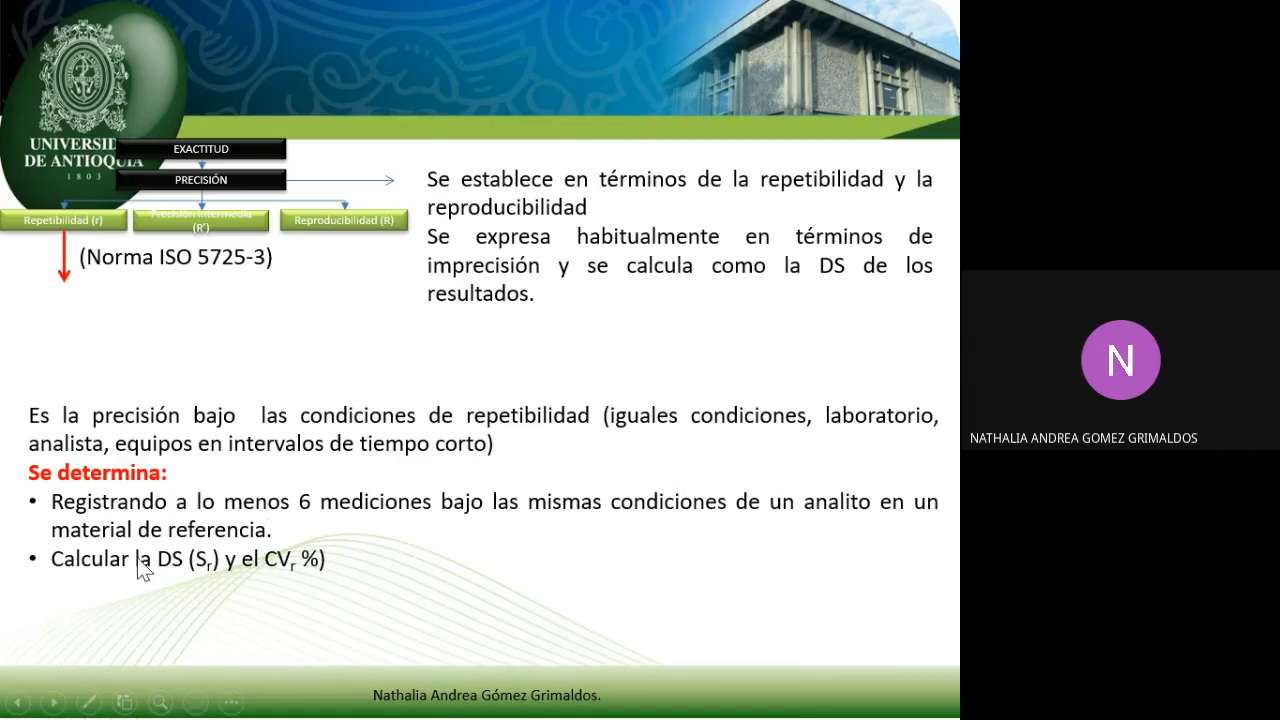 UNIVERSID
DE ANTIOQUIA
1803
EXACTITUD
PRECISIÓN
Repetibilidad (r)
Precisión intermedia
(R')
Reproducibilidad (R)
(Norma ISO 5725-3)
Se establece en términos de la repetibilidad y la
reproducibilidad
Se expresa habitualmente en términos de
imprecisión y se calcula como la DS de los
resultados.
Es la precisión bajo las condiciones de repetibilidad (iguales condiciones, laboratorio,
analista, equipos en intervalos de tiempo corto)
Se determina:
• Registrando a lo menos 6 mediciones bajo las mismas condiciones de un analito en un
material de referencia.
• Calcular la DS (Sr) y el CVr %)
Nathalia Andrea Gómez Grimaldos.
N
NATHALIA ANDREA GOMEZ GRIMALDOS